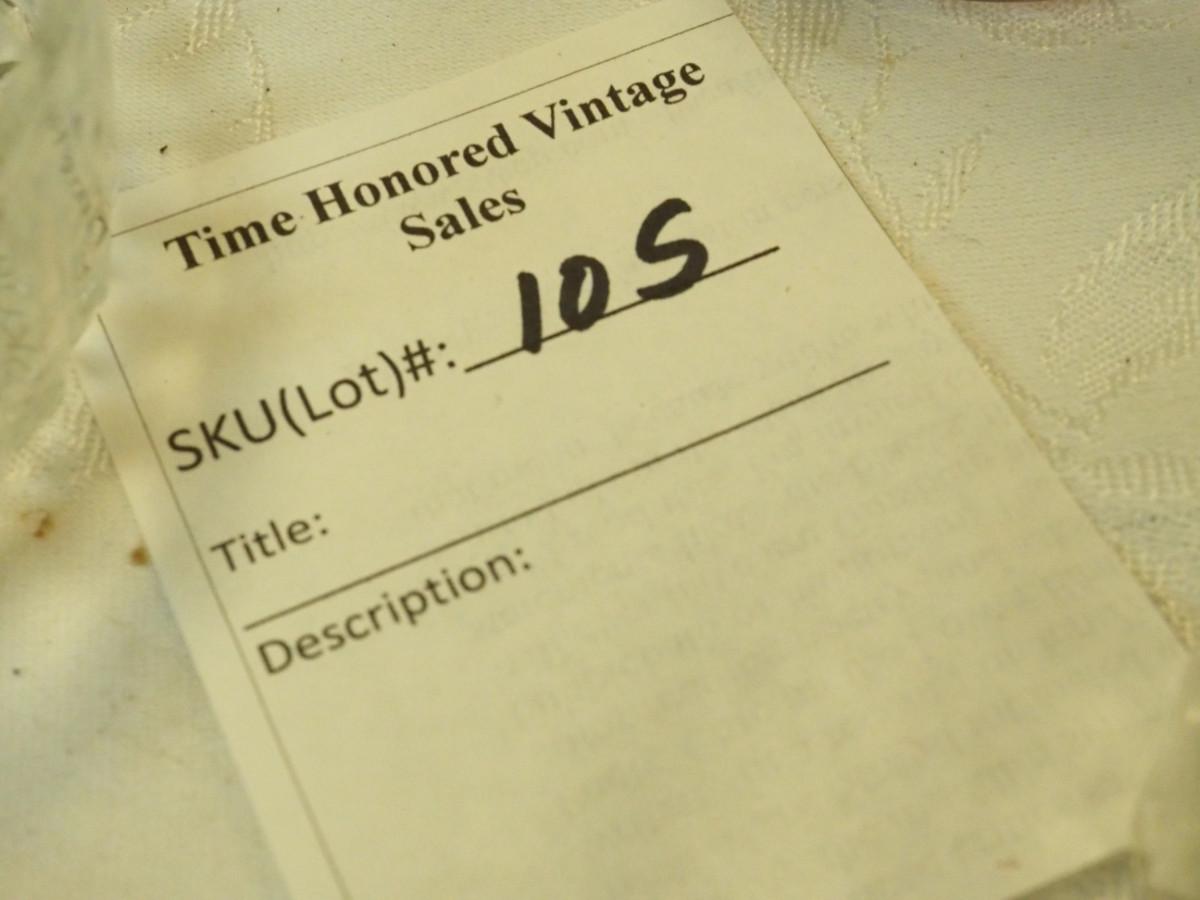 Time Honored Vintage
Sales
SKU(Lot)#: 105
Title:
Description: